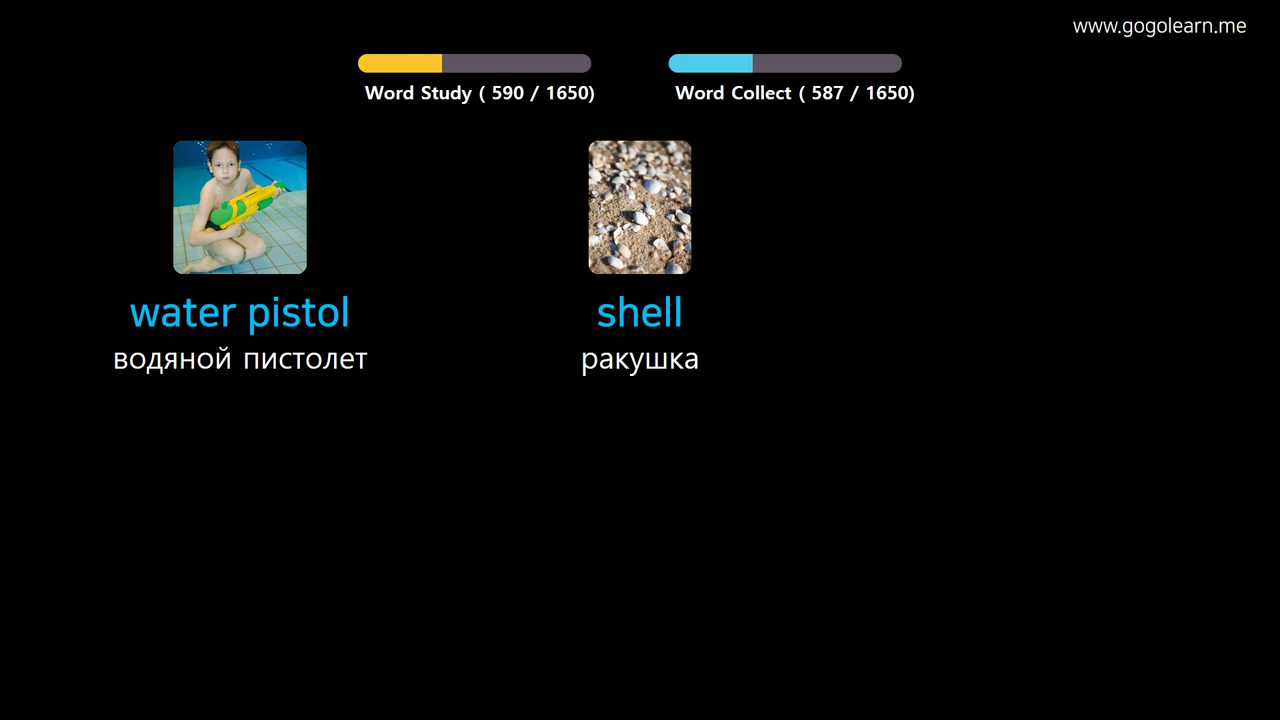 www.gogolearn.me
Word Study ( 590 / 1650)
Word Collect ( 587 / 1650)
water pistol
водяной пистолет
shell
ракушка